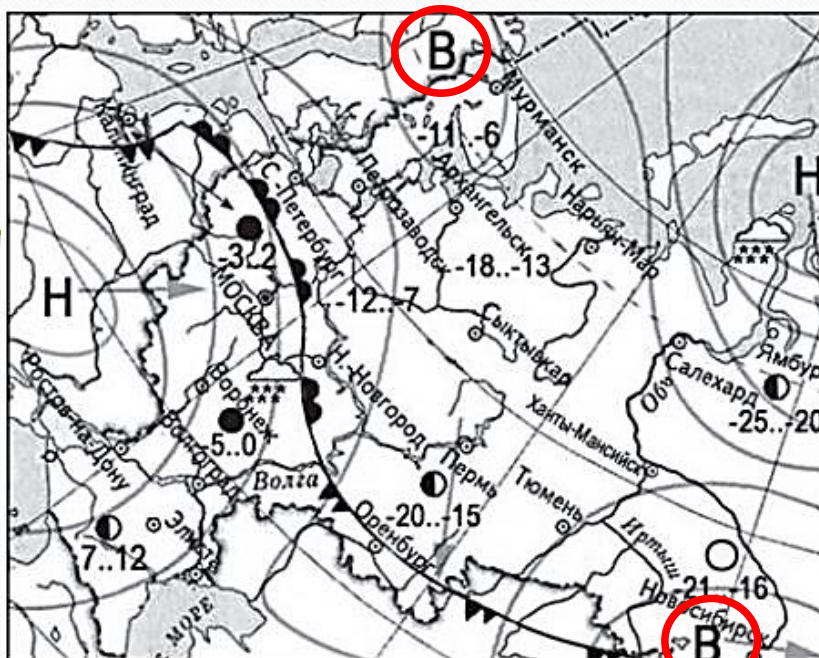 В
Мурманск
-11..-6
Калининград
С.-Петербург
Петрозаводск
Архангельск
Нарьян-Мар
Н
-3..2
-18..-13
МОСКВА
-12..-7
Н
Сыктывкар
Салехард
Ямбург
Обь
-25..-20
Ростов-на-Дону
Воронеж
Волгоград
Н.-Новгород
Ханты-Мансийск
-5..0
Волга
Пермь
Тюмень
-20..-15
Оренбург
Иртыш
7..12
Элиста
-21..-16
Новосибирск
МОРЕ
В